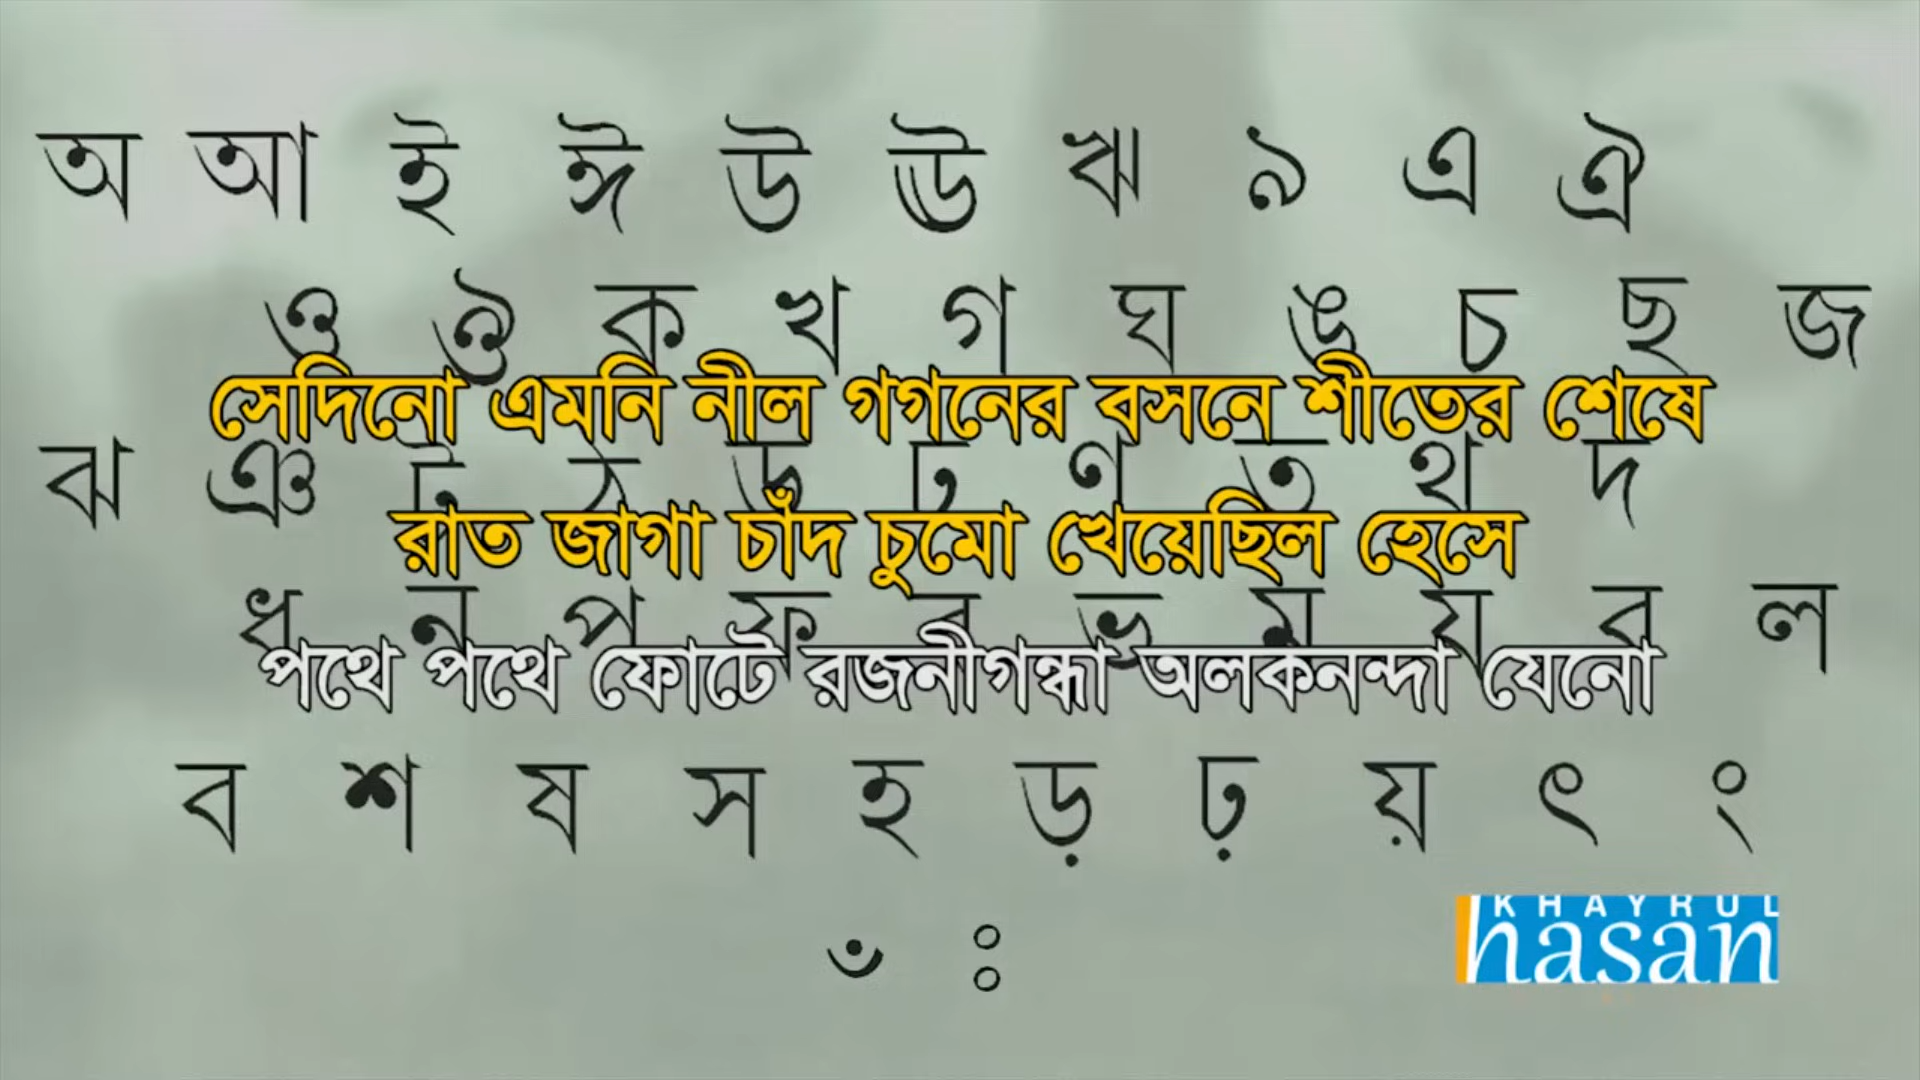 অ আ ই ঈ উ ঊ ঋ ঌ এ ঐ
ও ঔ ক খ গ ঘ ঙ চ ছ জ
সেদিনো এমনি নীল গগনের বসনে শীতের শেষে
ঝ ঞ ট ঠ ড ঢ ণ ত থ দ
রাত জাগা চাঁদ চুমো খেয়েছিল হেসে
ধ ন প ফ ব ভ ম য র ল
পথে পথে ফোটে রজনীগন্ধা অলকনন্দা যেনো
ব শ ষ স হ ড় ঢ় য় ৎ ং
ঁ ঃ
KHAYRUL
hasan